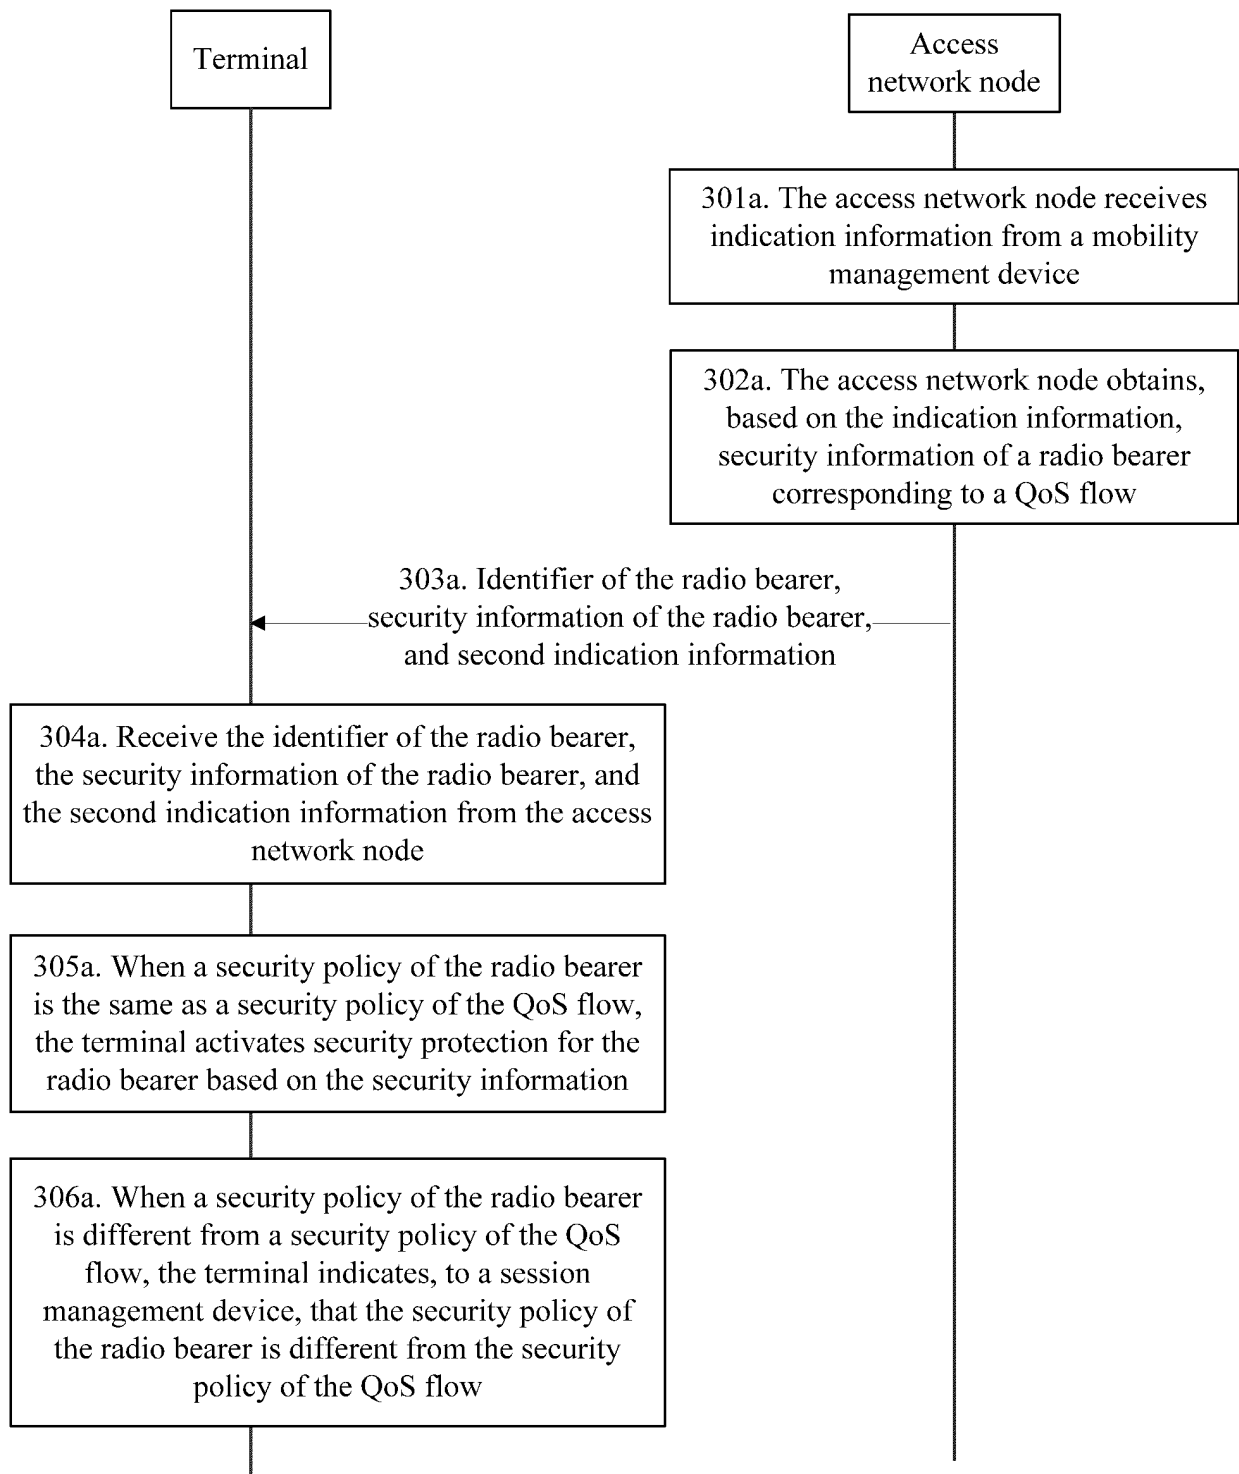 Terminal
Access
network node
301a. The access network node receives
indication information from a mobility
management device
302a. The access network node obtains,
based on the indication information,
security information of a radio bearer
corresponding to a QoS flow
303a. Identifier of the radio bearer,
security information of the radio bearer,
and second indication information
304a. Receive the identifier of the radio bearer,
the security information of the radio bearer, and
the second indication information from the access
network node
305a. When a security policy of the radio bearer
is the same as a security policy of the QoS flow,
the terminal activates security protection for the
radio bearer based on the security information
306a. When a security policy of the radio bearer
is different from a security policy of the QoS
flow, the terminal indicates, to a session
management device, that the security policy of
the radio bearer is different from the security
policy of the QoS flow